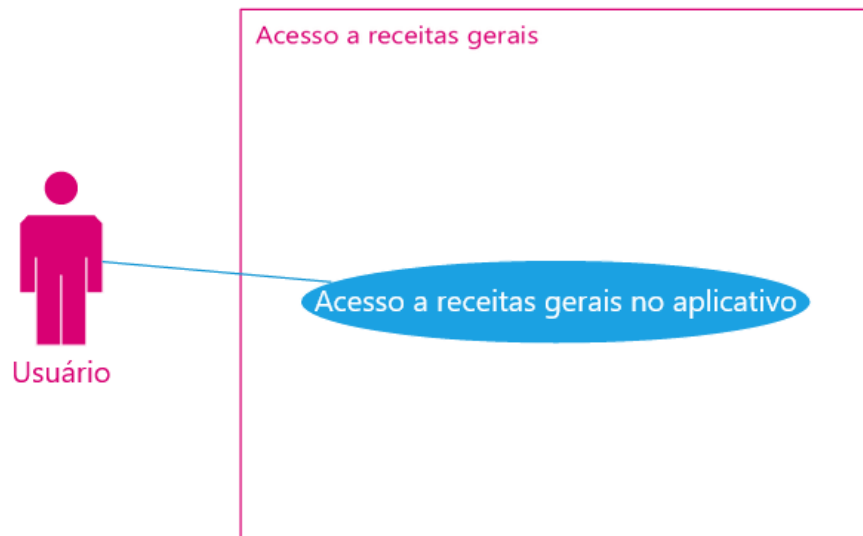 Acesso a receitas gerais
Acesso a receitas gerais no aplicativo
Usuário